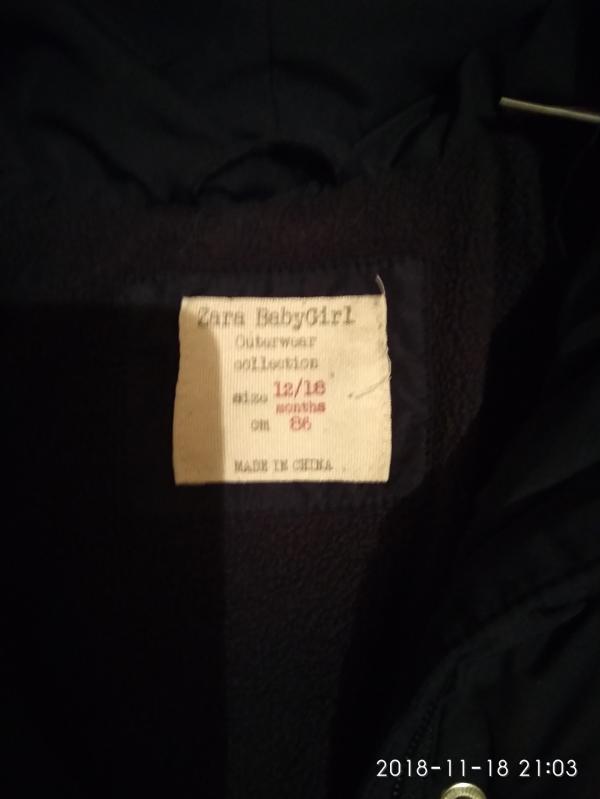 Zara BabyGirl
Outerwear
collection
size 12/18
months
cm 86
MADE IN CHINA
2018-11-18 21:03